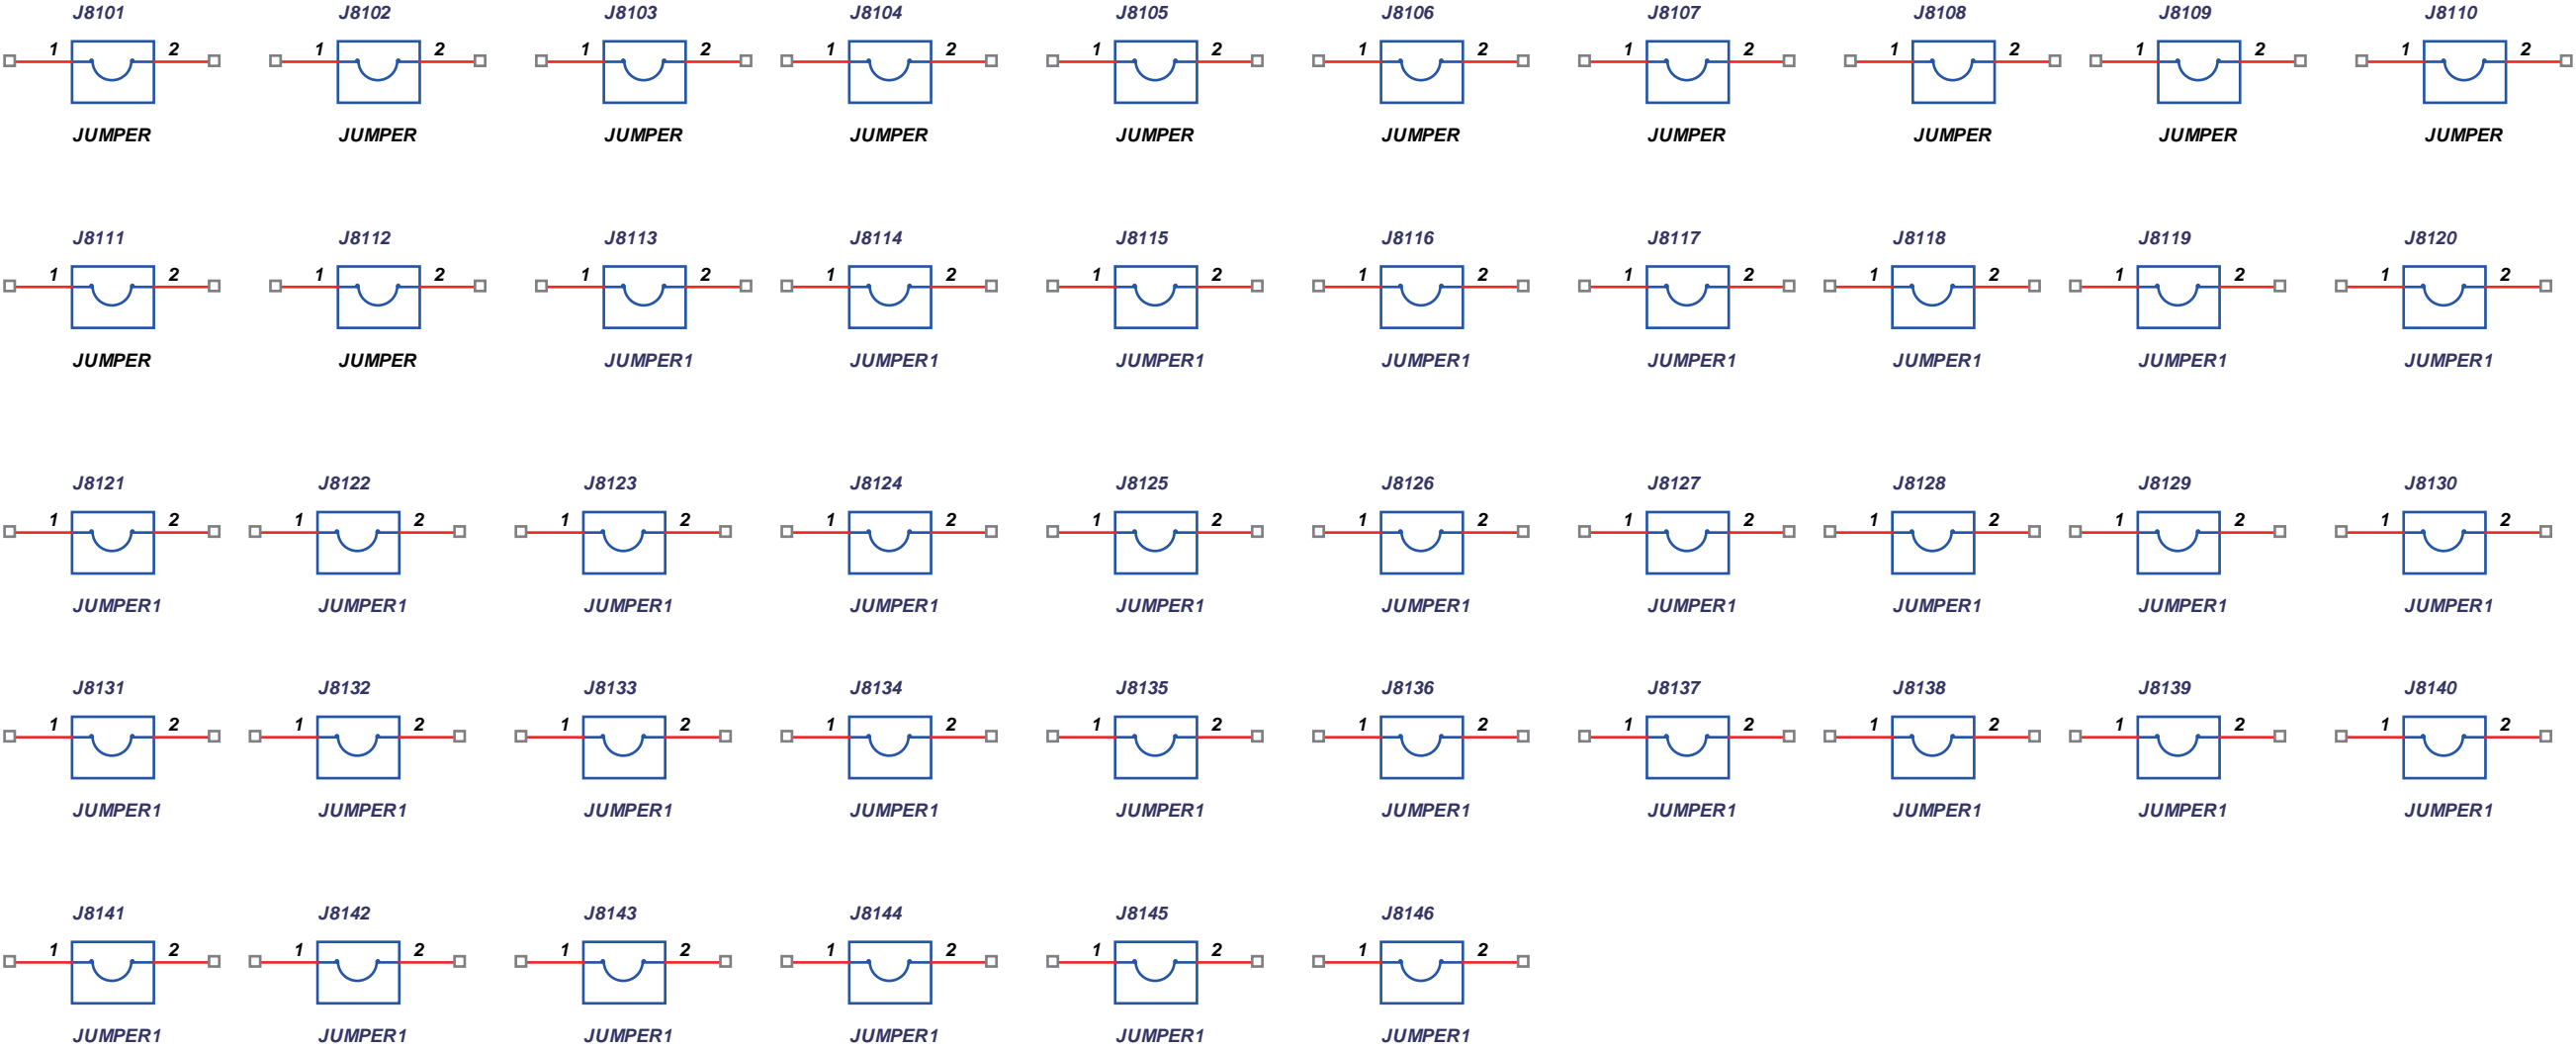 J8101 J8102 J8103 J8104 J8105 J8106 J8107 J8108 J8109 J8110
1 2 1 2 1 2 1 2 1 2 1 2 1 2 1 2 1 2 1 2
JUMPER JUMPER JUMPER JUMPER JUMPER JUMPER JUMPER JUMPER JUMPER JUMPER
J8111 J8112 J8113 J8114 J8115 J8116 J8117 J8118 J8119 J8120
1 2 1 2 1 2 1 2 1 2 1 2 1 2 1 2 1 2 1 2
JUMPER JUMPER JUMPER1 JUMPER1 JUMPER1 JUMPER1 JUMPER1 JUMPER1 JUMPER1 JUMPER1
J8121 J8122 J8123 J8124 J8125 J8126 J8127 J8128 J8129 J8130
1 2 1 2 1 2 1 2 1 2 1 2 1 2 1 2 1 2 1 2
JUMPER1 JUMPER1 JUMPER1 JUMPER1 JUMPER1 JUMPER1 JUMPER1 JUMPER1 JUMPER1 JUMPER1
J8131 J8132 J8133 J8134 J8135 J8136 J8137 J8138 J8139 J8140
1 2 1 2 1 2 1 2 1 2 1 2 1 2 1 2 1 2 1 2
JUMPER1 JUMPER1 JUMPER1 JUMPER1 JUMPER1 JUMPER1 JUMPER1 JUMPER1 JUMPER1 JUMPER1
J8141 J8142 J8143 J8144 J8145 J8146
1 2 1 2 1 2 1 2 1 2 1 2
JUMPER1 JUMPER1 JUMPER1 JUMPER1 JUMPER1 JUMPER1